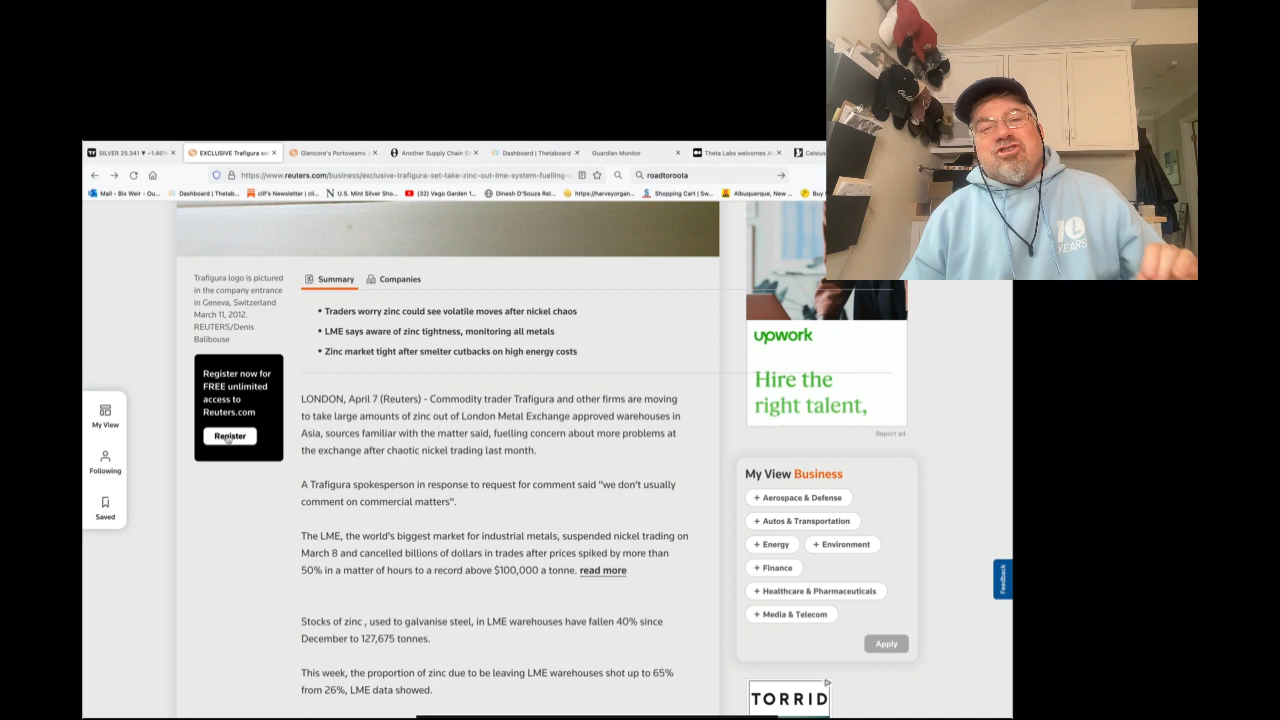 SILVER 25.341 ▼ −1.46%
EXCLUSIVE Trafigura set
Glencore's Portovesme
Another Supply Chain
Dashboard | Thetaboard
Guardian Monitor
Theta Labs welcomes
Celsius
https://www.reuters.com/business/exclusive-trafigura-set-take-zinc-out-lme-system-fuelling-
roadtoroota
Mail - Bix Weir - Ou...
Dashboard | Thetab...
clif's Newsletter | cli...
U.S. Mint Silver Sho...
(32) Vego Garden 1...
Dinesh D'Souza Rel...
https://harveyorgan...
Shopping Cart | Sw...
Albuquerque, New ...
Buy
10
YEARS
Trafigura logo is pictured
in the company entrance
in Geneva, Switzerland
March 11, 2012.
REUTERS/Denis
Balibouse
Register now for
FREE unlimited
access to
Reuters.com
Register
My View
Following
Saved
Summary
Companies
• Traders worry zinc could see volatile moves after nickel chaos
• LME says aware of zinc tightness, monitoring all metals
• Zinc market tight after smelter cutbacks on high energy costs
LONDON, April 7 (Reuters) - Commodity trader Trafigura and other firms are moving
to take large amounts of zinc out of London Metal Exchange approved warehouses in
Asia, sources familiar with the matter said, fuelling concern about more problems at
the exchange after chaotic nickel trading last month.
A Trafigura spokesperson in response to request for comment said "we don't usually
comment on commercial matters".
The LME, the world's biggest market for industrial metals, suspended nickel trading on
March 8 and cancelled billions of dollars in trades after prices spiked by more than
50% in a matter of hours to a record above $100,000 a tonne. read more
Stocks of zinc , used to galvanise steel, in LME warehouses have fallen 40% since
December to 127,675 tonnes.
This week, the proportion of zinc due to be leaving LME warehouses shot up to 65%
from 26%, LME data showed.
upwork
Hire the
right talent,
Report ad
My View Business
+ Aerospace & Defense
+ Autos & Transportation
+ Energy
+ Environment
+ Finance
+ Healthcare & Pharmaceuticals
+ Media & Telecom
Apply
Feedback
TORRID